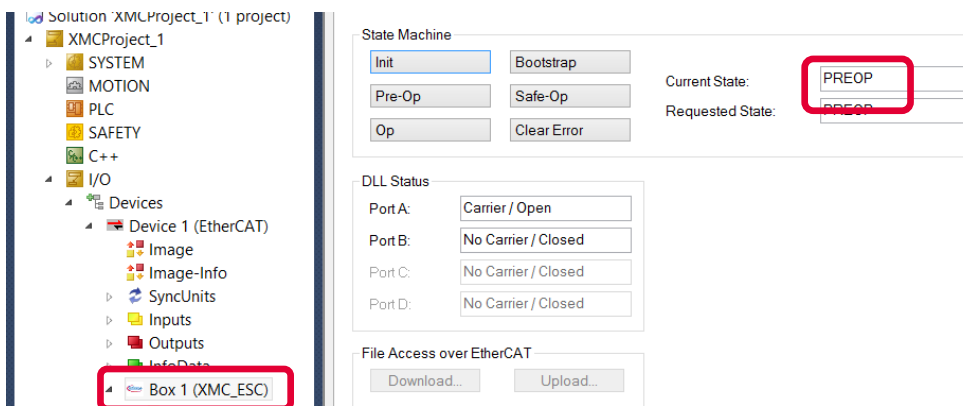 Solution 'XMCProject_1' (1 project)
XMCProject_1
SYSTEM
MOTION
PLC
SAFETY
C++
I/O
Devices
Device 1 (EtherCAT)
Image
Image-Info
SyncUnits
Inputs
Outputs
InfoData
Box 1 (XMC_ESC)
State Machine
Init
Bootstrap
Pre-Op
Safe-Op
Op
Clear Error
Current State:
PREOP
Requested State:
PREOP
DLL Status
Port A:
Carrier / Open
Port B:
No Carrier / Closed
Port C:
No Carrier / Closed
Port D:
No Carrier / Closed
File Access over EtherCAT
Download...
Upload...